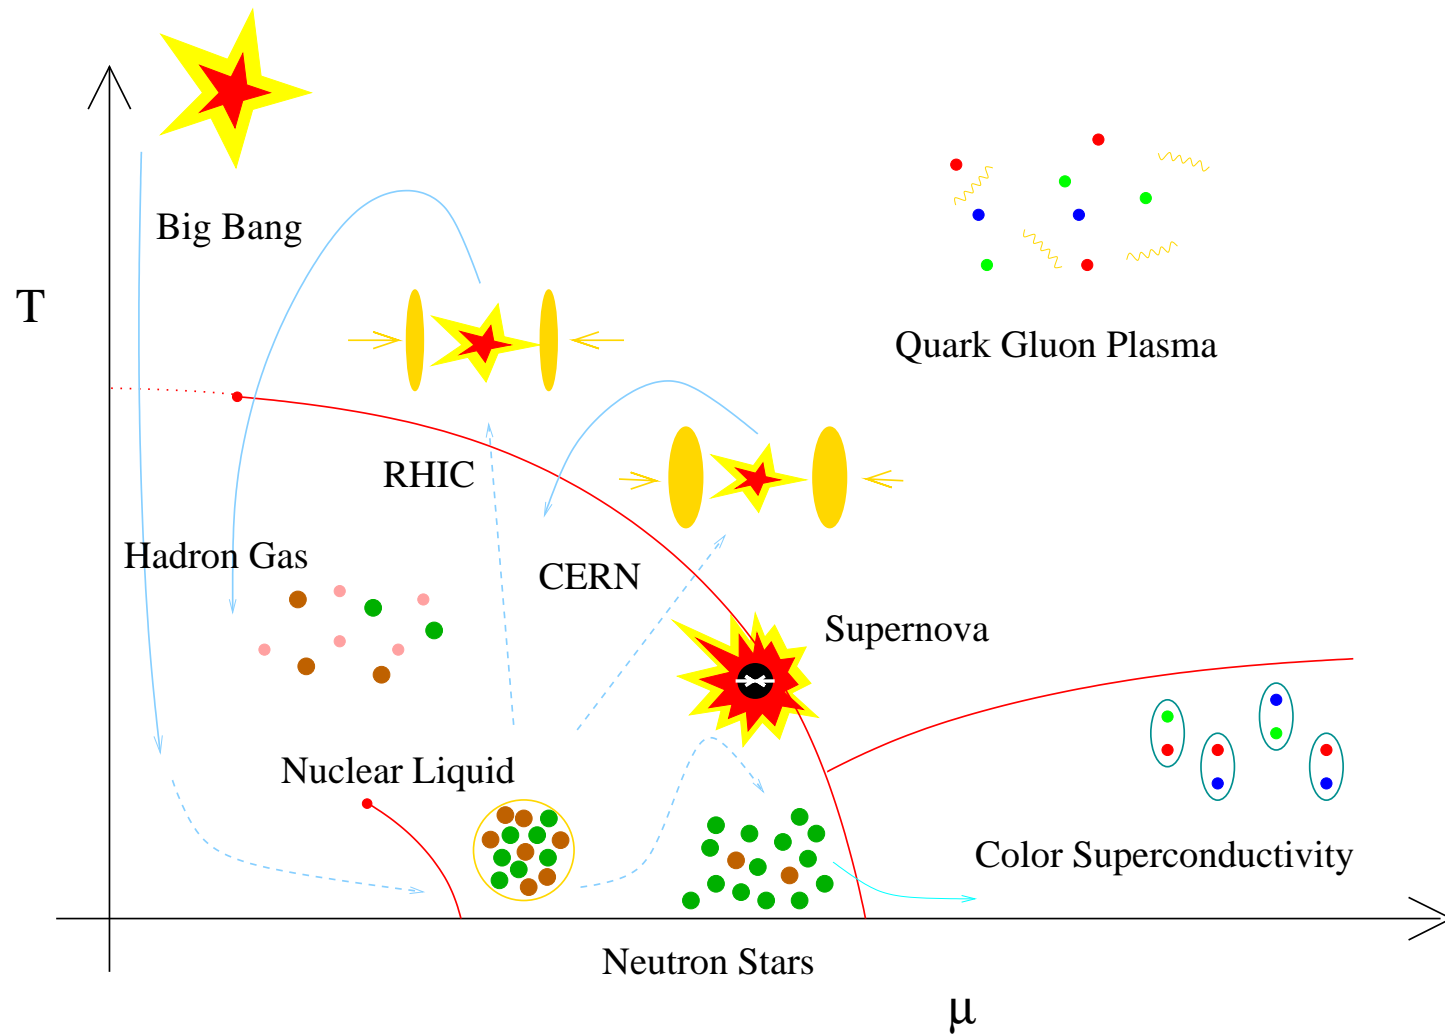 Big Bang
T
Quark Gluon Plasma
RHIC
Hadron Gas
CERN
Supernova
Nuclear Liquid
Color Superconductivity
Neutron Stars
μ